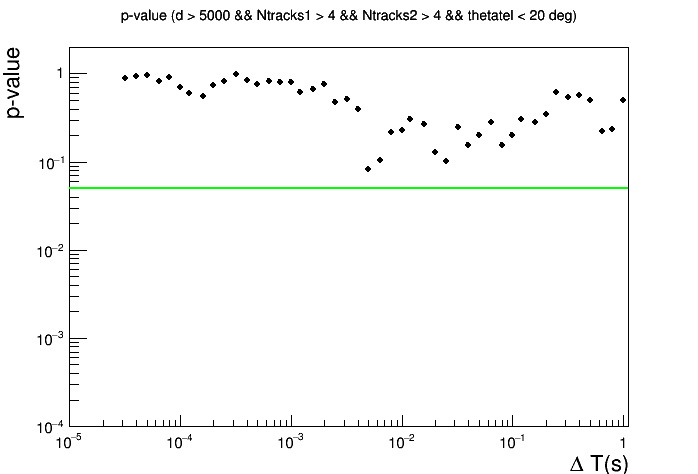 p-value (d > 5000 && Ntracks1 > 4 && Ntracks2 > 4 && thetatel < 20 deg)
p-value
1
10⁻¹
10⁻²
10⁻³
10⁻⁴
10⁻⁵ 10⁻⁴ 10⁻³ 10⁻² 10⁻¹ 1
Δ T(s)